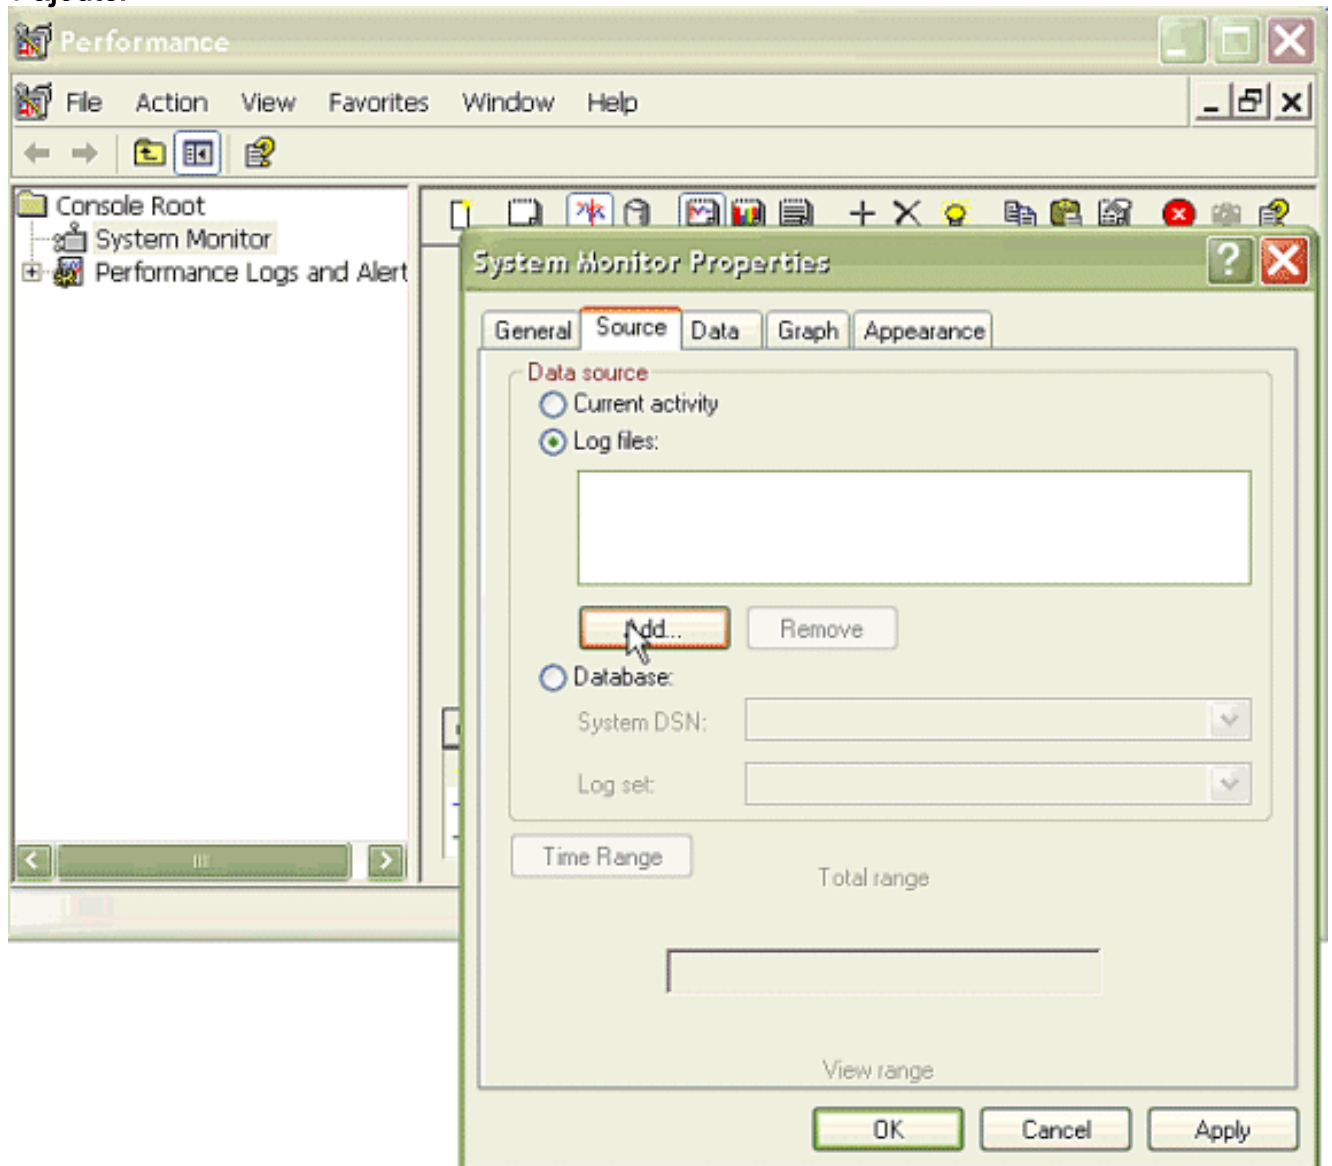 Performance
File Action View Favorites Window Help
Console Root
System Monitor
Performance Logs and Alert
System Monitor Properties
General Source Data Graph Appearance
Data source
Current activity
Log files:
Add...
Remove
Database:
System DSN:
Log set:
Time Range
Total range
View range
OK Cancel Apply